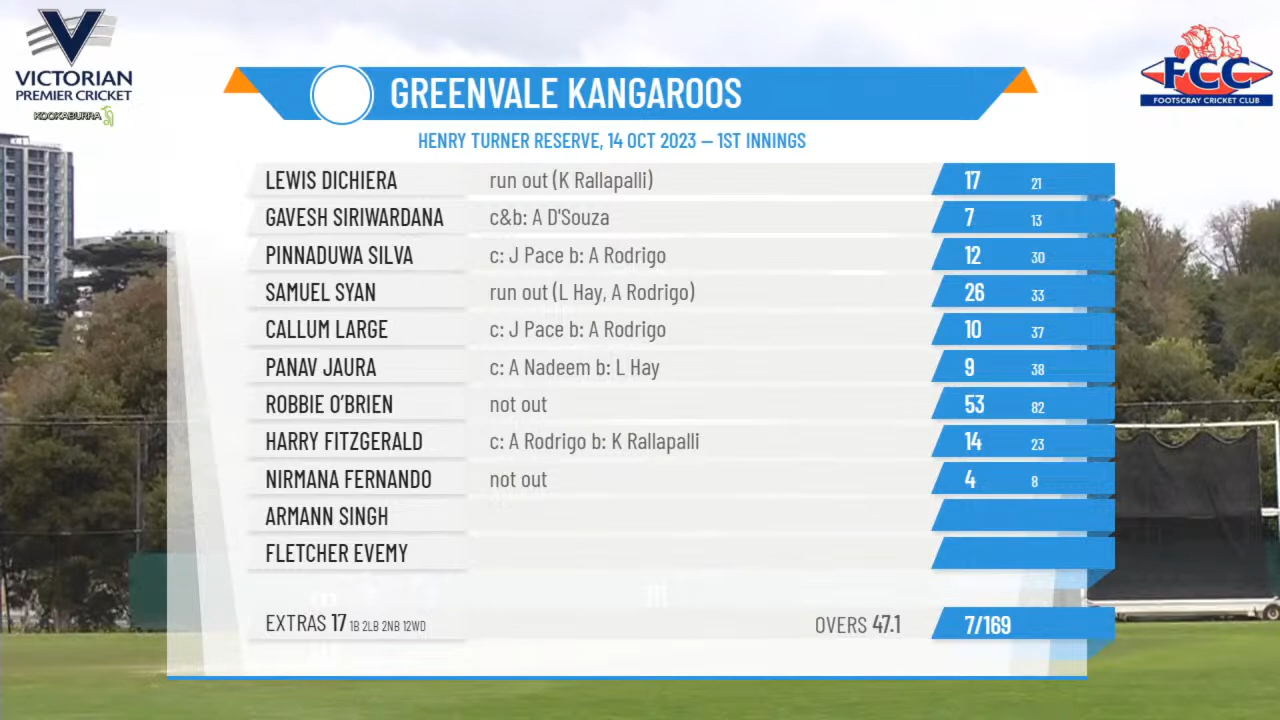 VICTORIAN
PREMIER CRICKET
KOOKABURRA
FCC
FOOTSCRAY CRICKET CLUB
GREENVALE KANGAROOS
HENRY TURNER RESERVE, 14 OCT 2023 – 1ST INNINGS
LEWIS DICHIERA run out (K Rallapalli) 17 21
GAVESH SIRIWARDANA c&b: A D'Souza 7 13
PINNADUWA SILVA c: J Pace b: A Rodrigo 12 30
SAMUEL SYAN run out (L Hay, A Rodrigo) 26 33
CALLUM LARGE c: J Pace b: A Rodrigo 10 37
PANAV JAURA c: A Nadeem b: L Hay 9 38
ROBBIE O’BRIEN not out 53 82
HARRY FITZGERALD c: A Rodrigo b: K Rallapalli 14 23
NIRMANA FERNANDO not out 4 8
ARMANN SINGH
FLETCHER EVEMY
EXTRAS 17 1B 2LB 2NB 12WD OVERS 47.1 7/169